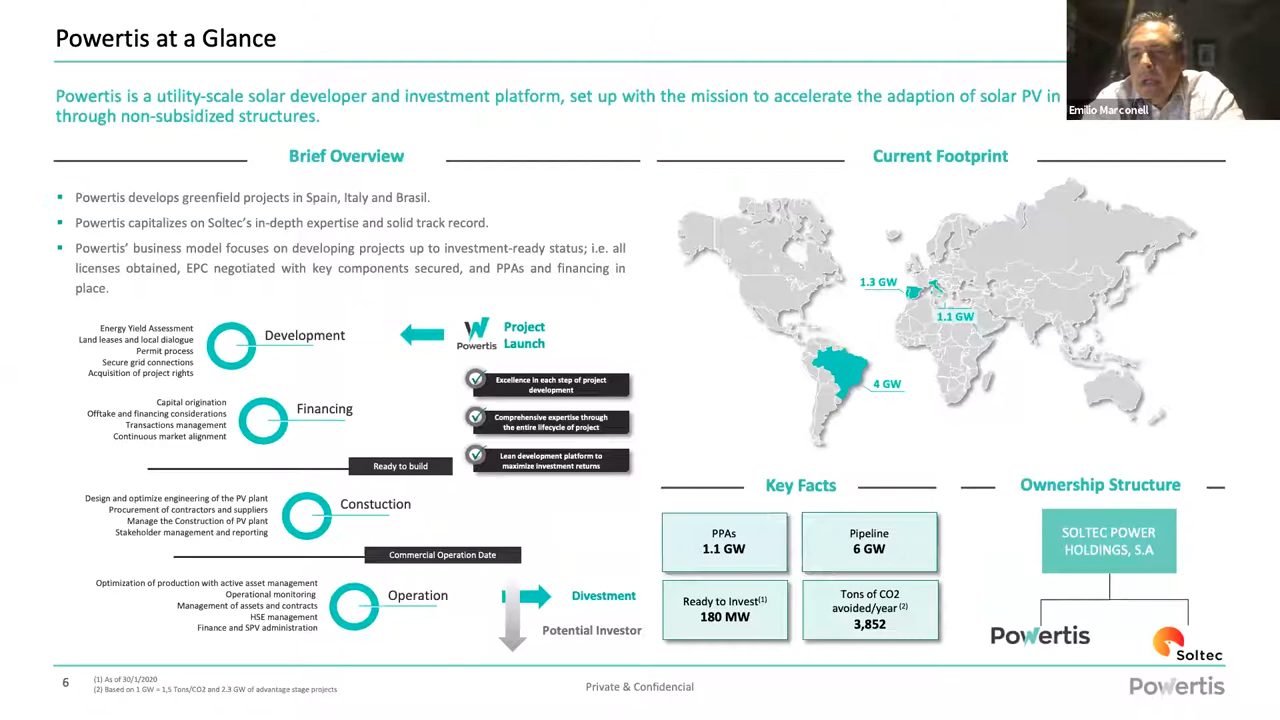 Powertis at a Glance
Emilio Marconell
Powertis is a utility-scale solar developer and investment platform, set up with the mission to accelerate the adaption of solar PV in
through non-subsidized structures.
Brief Overview
Powertis develops greenfield projects in Spain, Italy and Brasil.
Powertis capitalizes on Soltec's in-depth expertise and solid track record.
Powertis' business model focuses on developing projects up to investment-ready status; i.e. all
licenses obtained, EPC negotiated with key components secured, and PPAs and financing in
place.
Energy Yield Assessment
Land leases and local dialogue
Permit process
Secure grid connections
Acquisition of project rights
Development
Powertis
Project
Launch
Excellence in each step of project
development
Comprehensive expertise through
the entire lifecycle of project
Lean development platform to
maximize investment returns
Capital origination
Offtake and financing considerations
Transactions management
Continuous market alignment
Financing
Ready to build
Design and optimize engineering of the PV plant
Procurement of contractors and suppliers
Manage the Construction of PV plant
Stakeholder management and reporting
Constuction
Commercial Operation Date
Optimization of production with active asset management
Operational monitoring
Management of assets and contracts
HSE management
Finance and SPV administration
Operation
Divestment
Potential Investor
Current Footprint
1.3 GW
1.1 GW
4 GW
Key Facts
PPAs
1.1 GW
Pipeline
6 GW
Ready to Invest(1)
180 MW
Tons of CO2
avoided/year (2)
3,852
Ownership Structure
SOLTEC POWER
HOLDINGS, S.A
Powertis
Soltec
6
(1) As of 30/1/2020
(2) Based on 1 GW = 1,5 Tons/CO2 and 2.3 GW of advantage stage projects
Private & Confidencial
Powertis